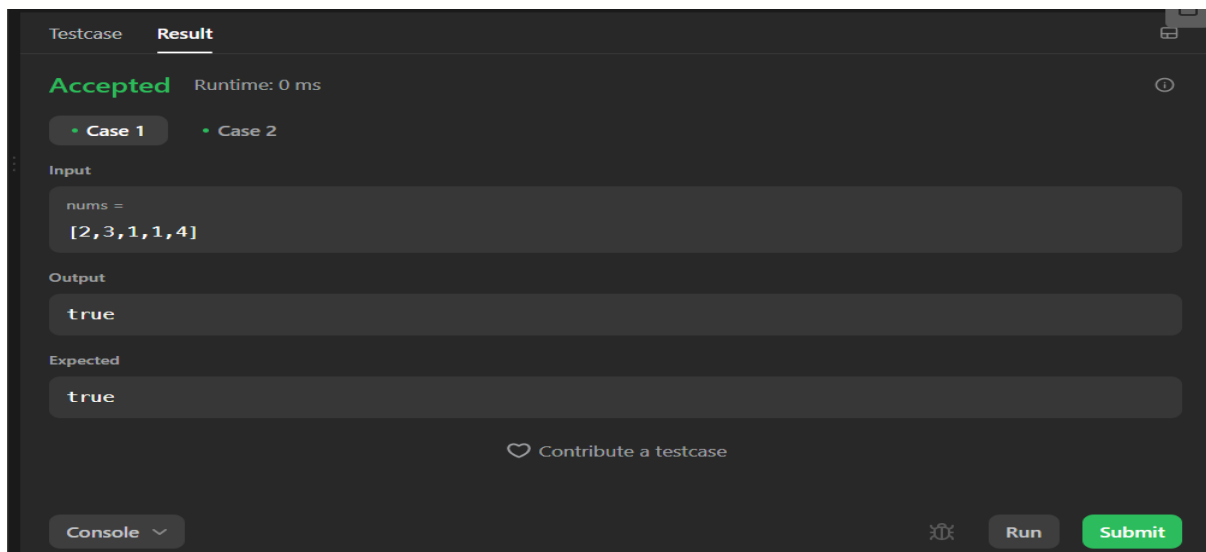 Testcase Result
Accepted Runtime: 0 ms
• Case 1 • Case 2
Input
nums =
[2,3,1,1,4]
Output
true
Expected
true
Contribute a testcase
Console Run Submit